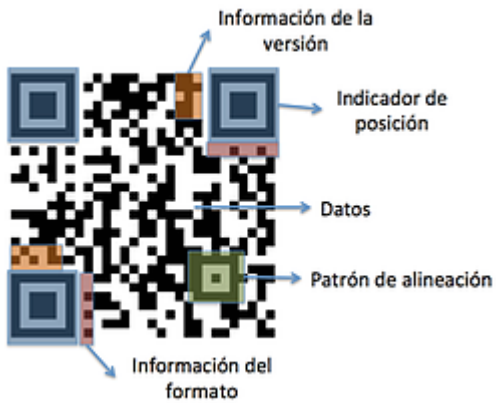 Información de la
versión
Indicador de
posición
Datos
Patrón de alineación
Información del
formato